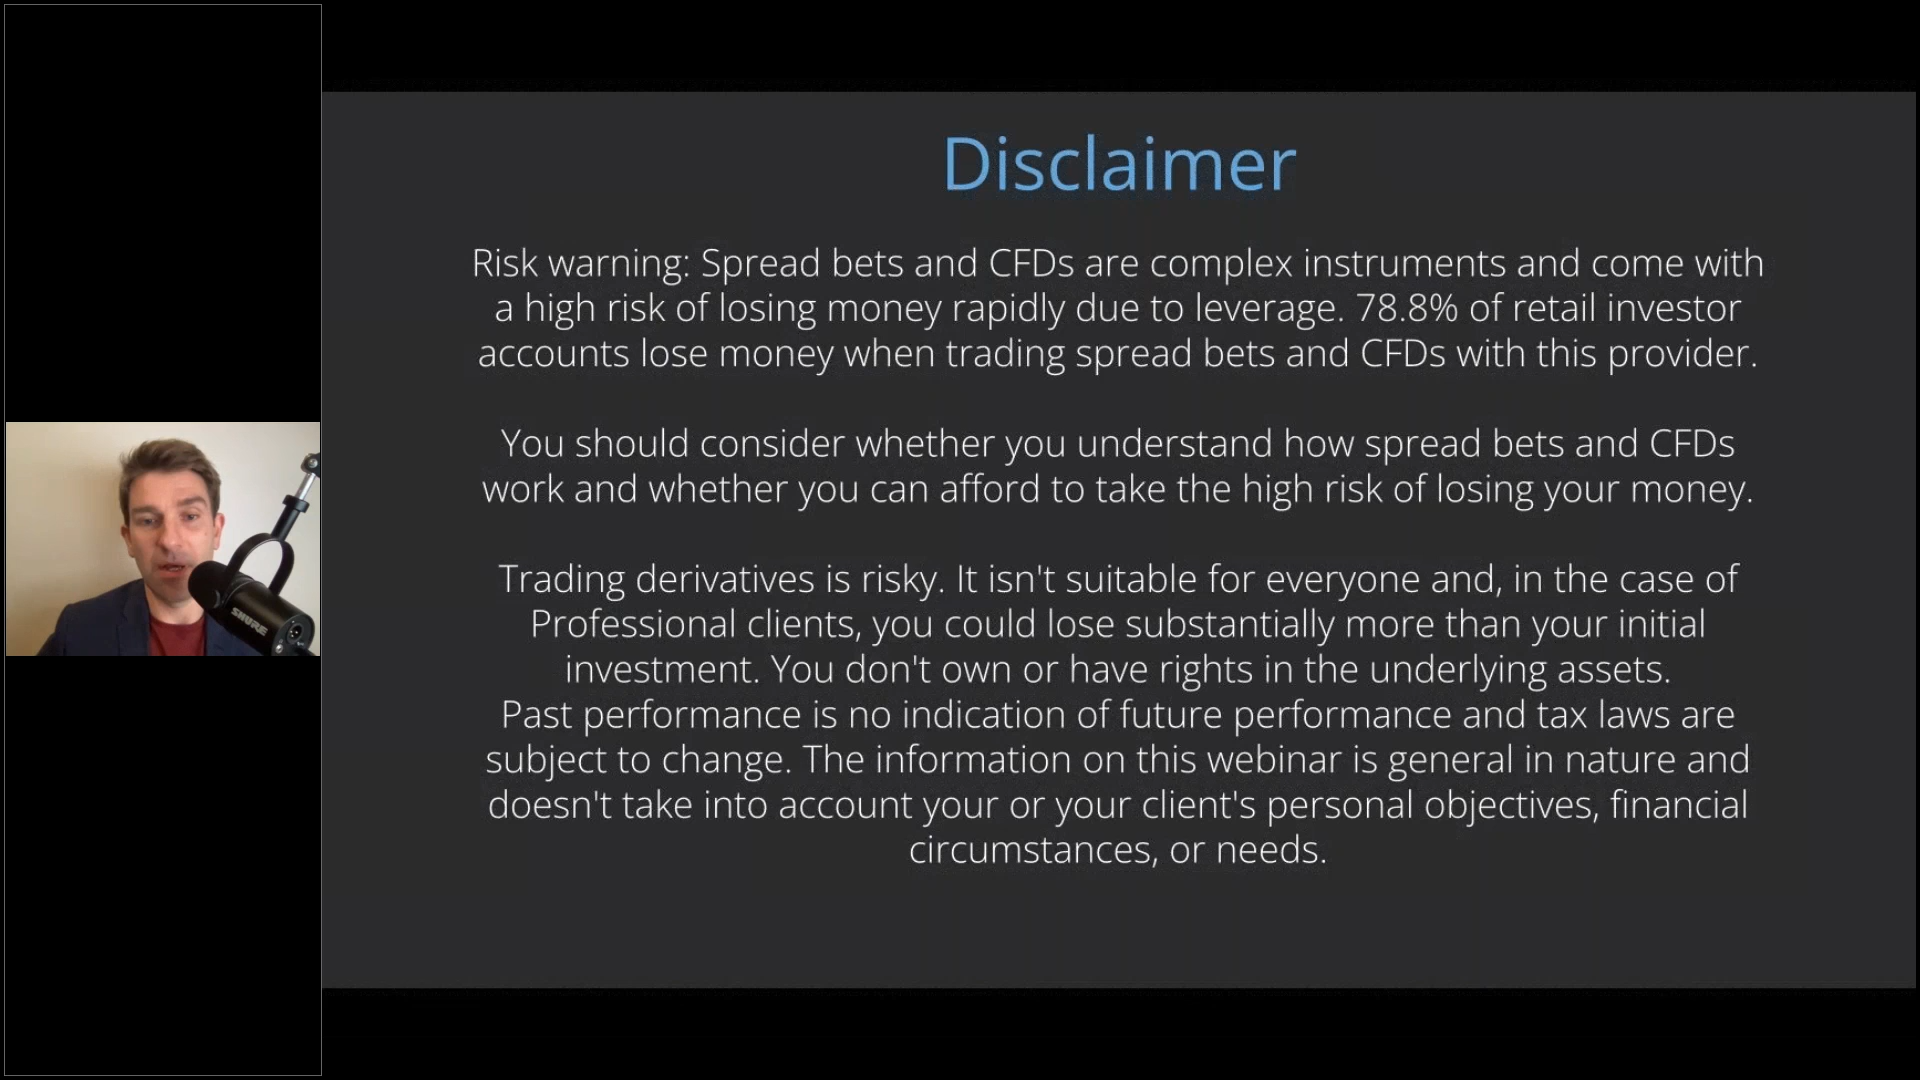 Disclaimer
Risk warning: Spread bets and CFDs are complex instruments and come with
a high risk of losing money rapidly due to leverage. 78.8% of retail investor
accounts lose money when trading spread bets and CFDs with this provider.
You should consider whether you understand how spread bets and CFDs
work and whether you can afford to take the high risk of losing your money.
Trading derivatives is risky. It isn't suitable for everyone and, in the case of
Professional clients, you could lose substantially more than your initial
investment. You don't own or have rights in the underlying assets.
Past performance is no indication of future performance and tax laws are
subject to change. The information on this webinar is general in nature and
doesn't take into account your or your client's personal objectives, financial
circumstances, or needs.
SHURE